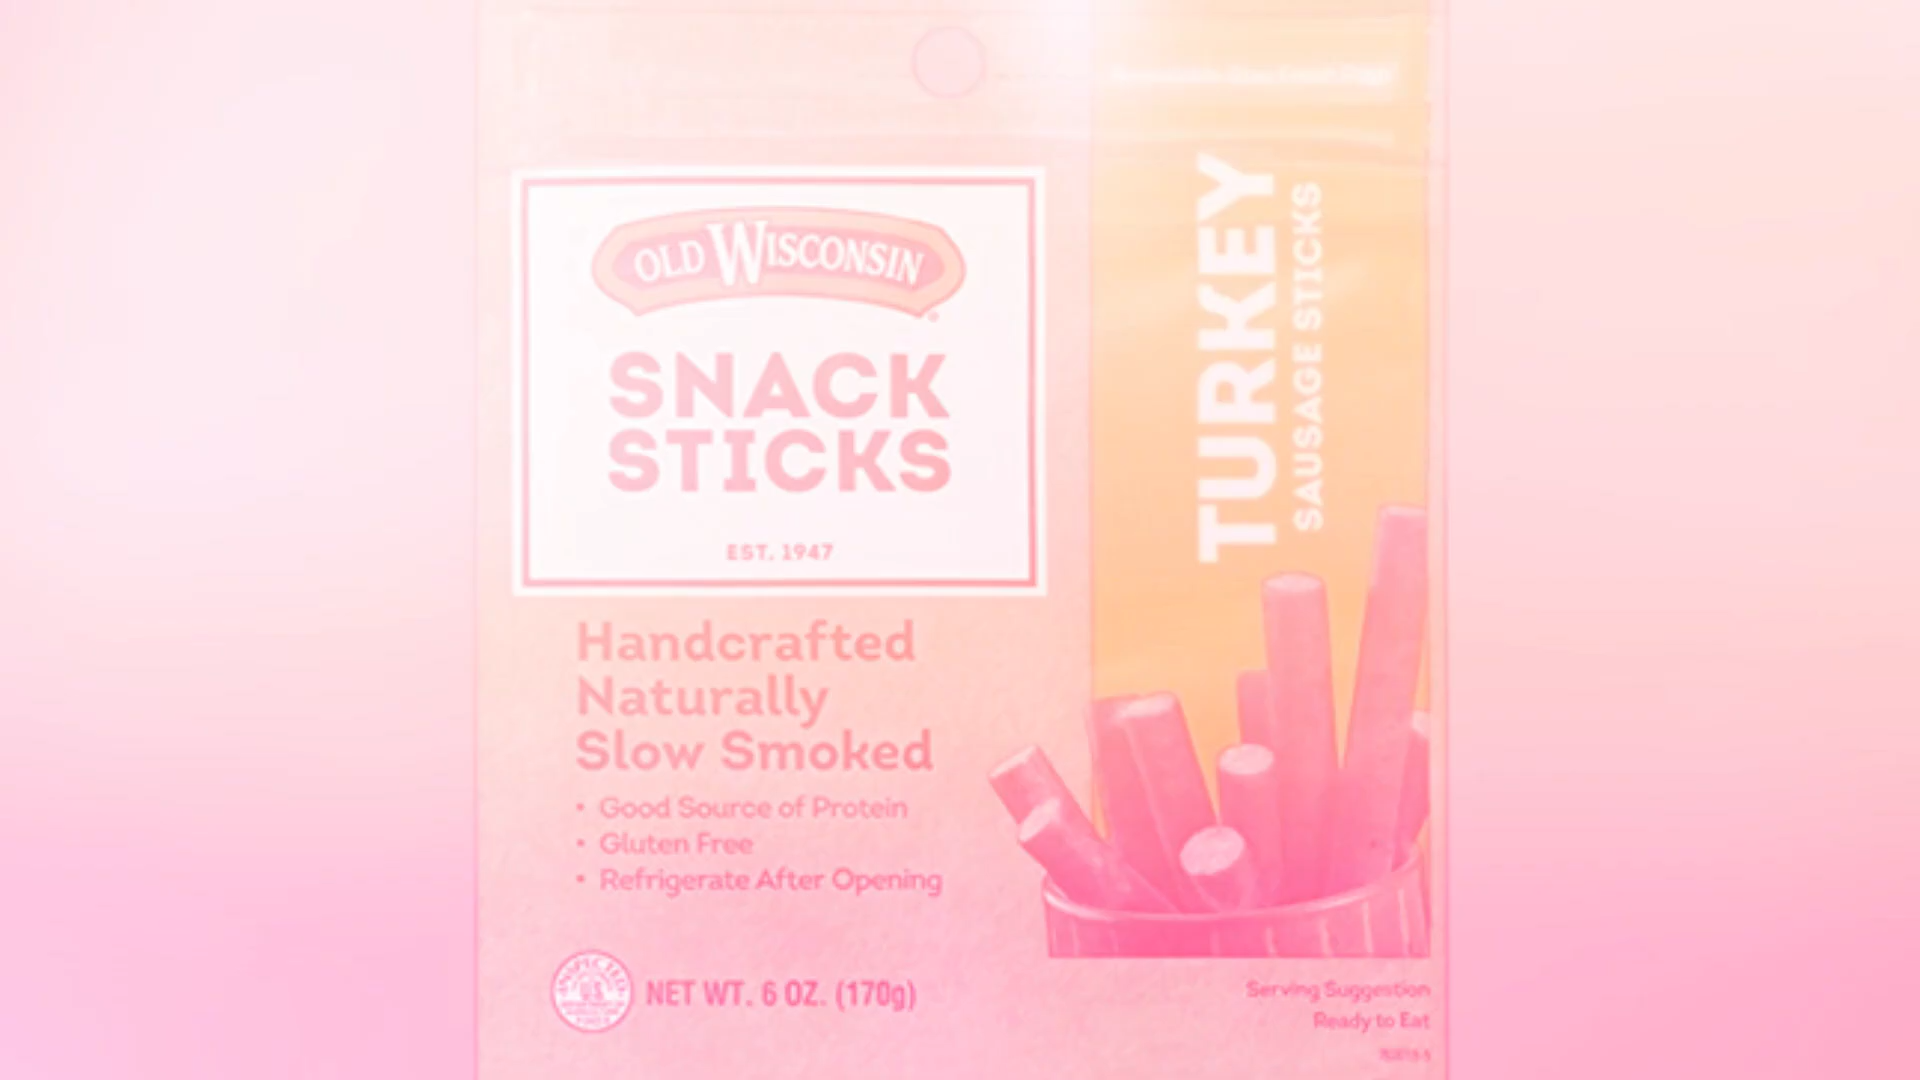 OLD WISCONSIN
SNACK
STICKS
EST. 1947
TURKEY
SAUSAGE STICKS
Handcrafted
Naturally
Slow Smoked
• Good Source of Protein
• Gluten Free
• Refrigerate After Opening
INSPECTED
U.S.
NET WT. 6 OZ. (170g)
Serving Suggestion
Ready to Eat